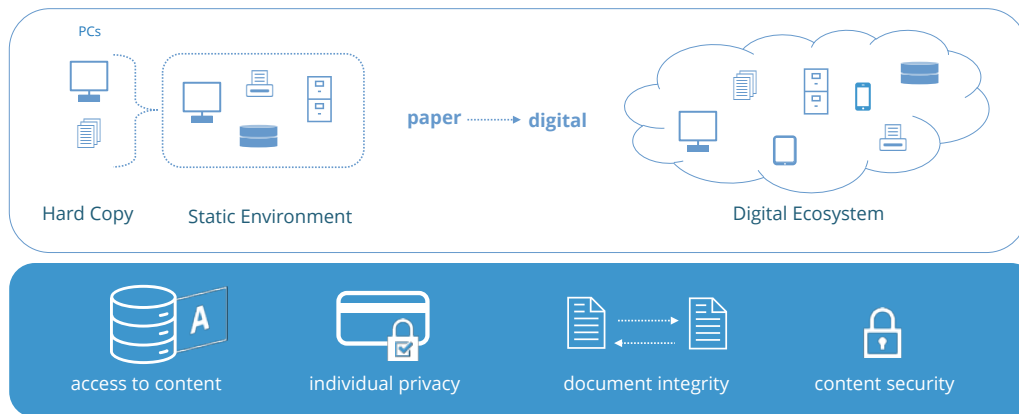 PCs
paper
digital
Hard Copy
Static Environment
Digital Ecosystem
A
access to content
individual privacy
document integrity
content security